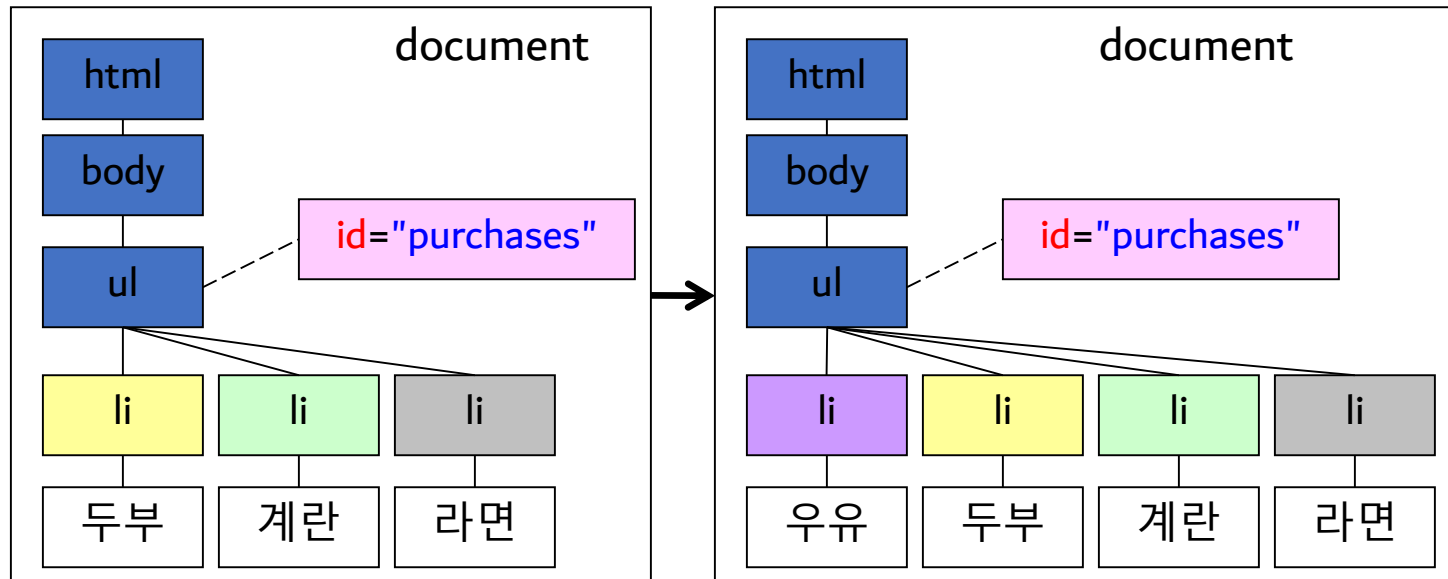 document
html
body
id="purchases"
ul
li li li
두부 계란 라면
document
html
body
id="purchases"
ul
li li li li
우유 두부 계란 라면